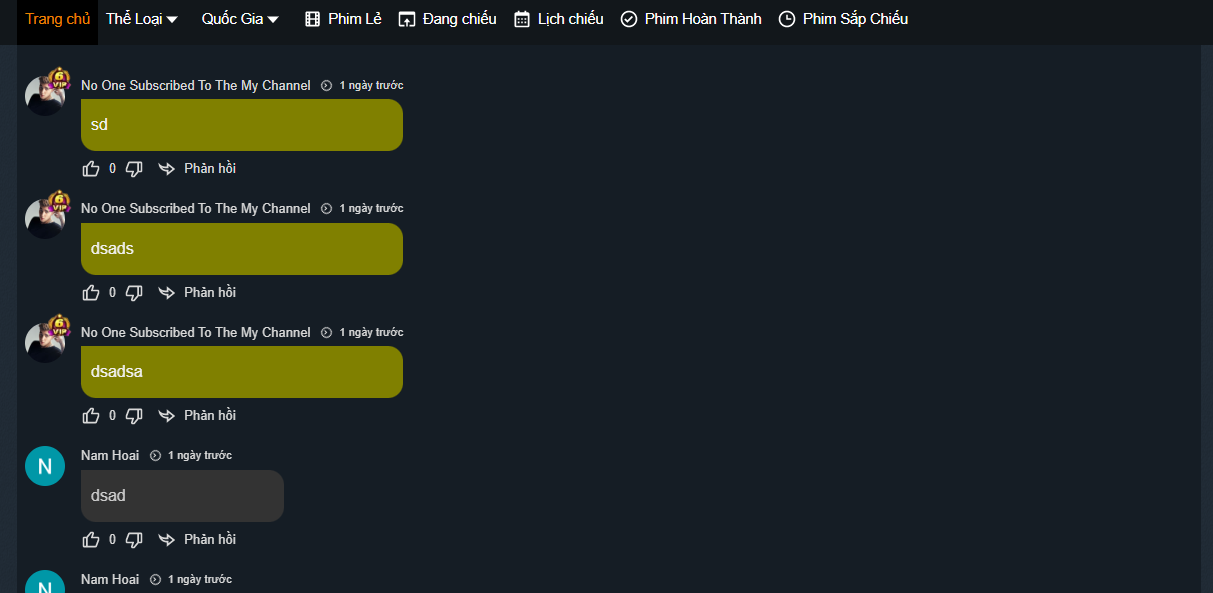 Trang chủ Thể Loại Quốc Gia Phim Lẻ Đang chiếu Lịch chiếu Phim Hoàn Thành Phim Sắp Chiếu
6
VIP
No One Subscribed To The My Channel 1 ngày trước
sd
0 Phản hồi
6
VIP
No One Subscribed To The My Channel 1 ngày trước
dsads
0 Phản hồi
6
VIP
No One Subscribed To The My Channel 1 ngày trước
dsadsa
0 Phản hồi
N
Nam Hoai 1 ngày trước
dsad
0 Phản hồi
N
Nam Hoai 1 ngày trước